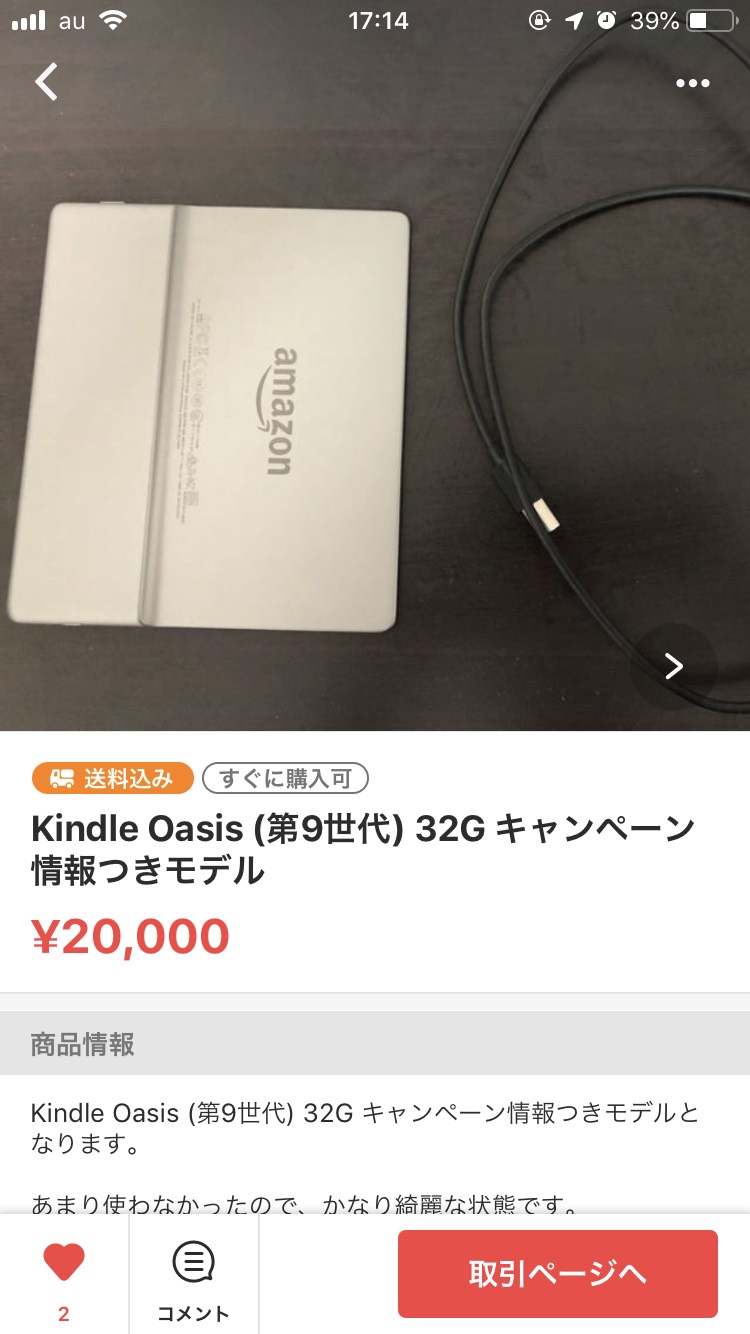 au 17:14 39%
amazon
送料込み すぐに購入可
Kindle Oasis (第9世代) 32G キャンペーン
情報つきモデル
¥20,000
商品情報
Kindle Oasis (第9世代) 32G キャンペーン情報つきモデルと
なります。
あまり使わなかったので、かなり綺麗な状態です。
2
コメント
取引ページへ